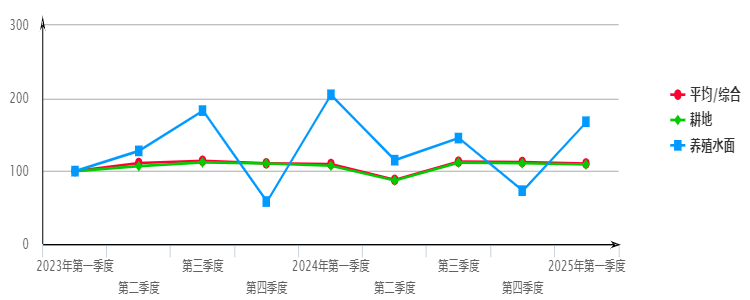 300
200
100
0
2023年第一季度
第二季度
第三季度
第四季度
2024年第一季度
第二季度
第三季度
第四季度
2025年第一季度
平均/综合
耕地
养殖水面